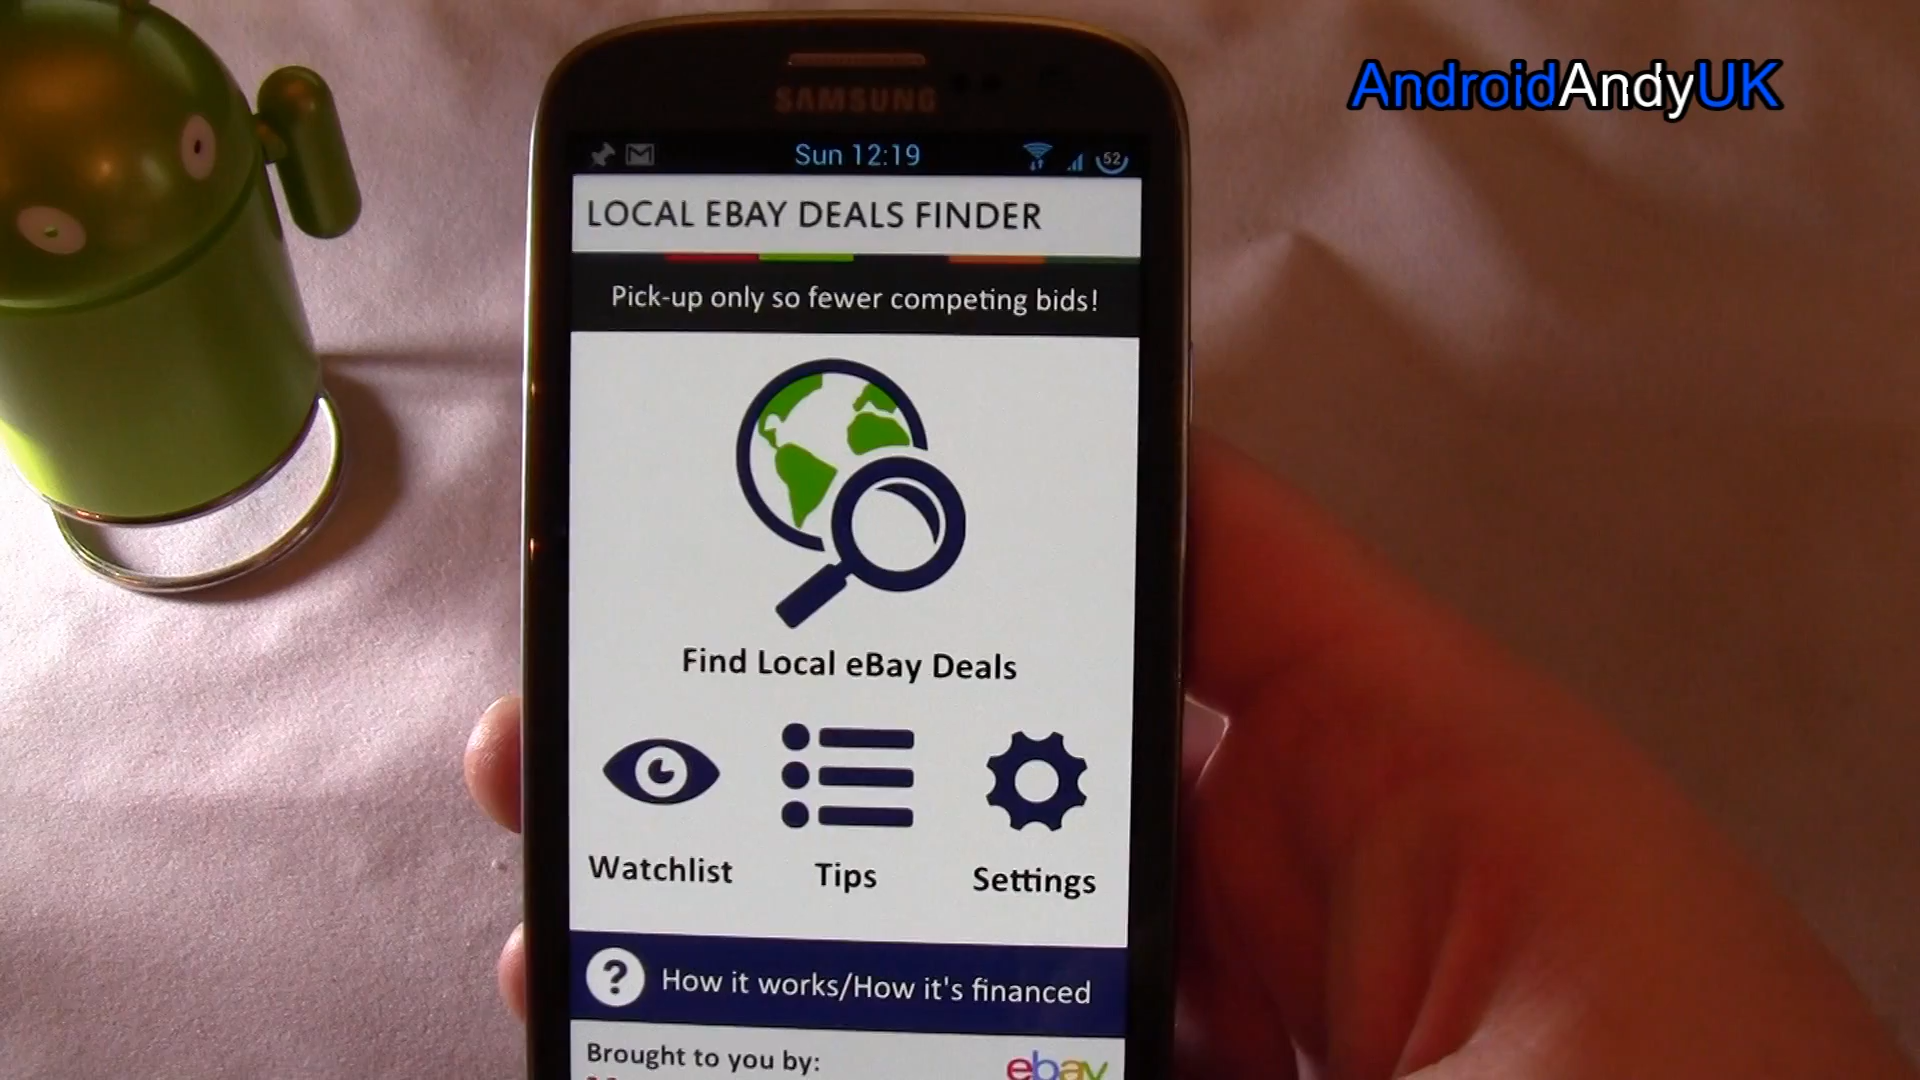 AndroidAndyUK
SAMSUNG
Sun 12:19
52
LOCAL EBAY DEALS FINDER
Pick-up only so fewer competing bids!
Find Local eBay Deals
Watchlist
Tips
Settings
? How it works/How it's financed
Brought to you by:
ebay